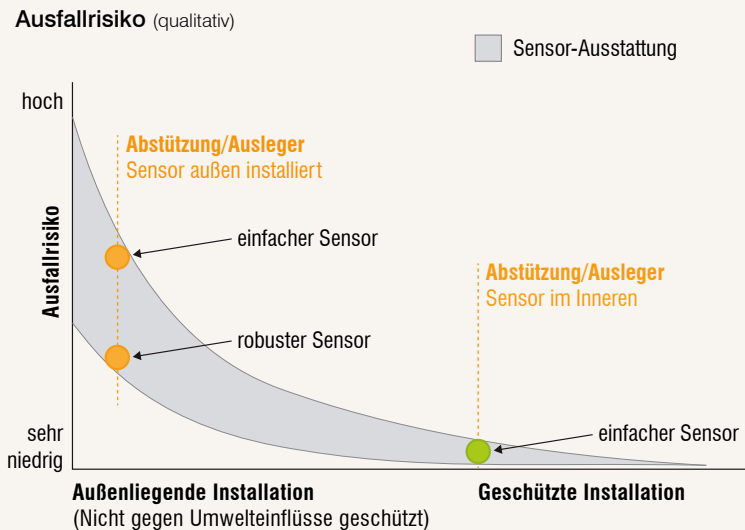 Ausfallrisiko (qualitativ)
Sensor-Ausstattung
hoch
Abstützung/Ausleger
Sensor außen installiert
einfacher Sensor
Ausfallrisiko
Abstützung/Ausleger
Sensor im Inneren
robuster Sensor
sehr
niedrig
einfacher Sensor
Außenliegende Installation
(Nicht gegen Umwelteinflüsse geschützt)
Geschützte Installation